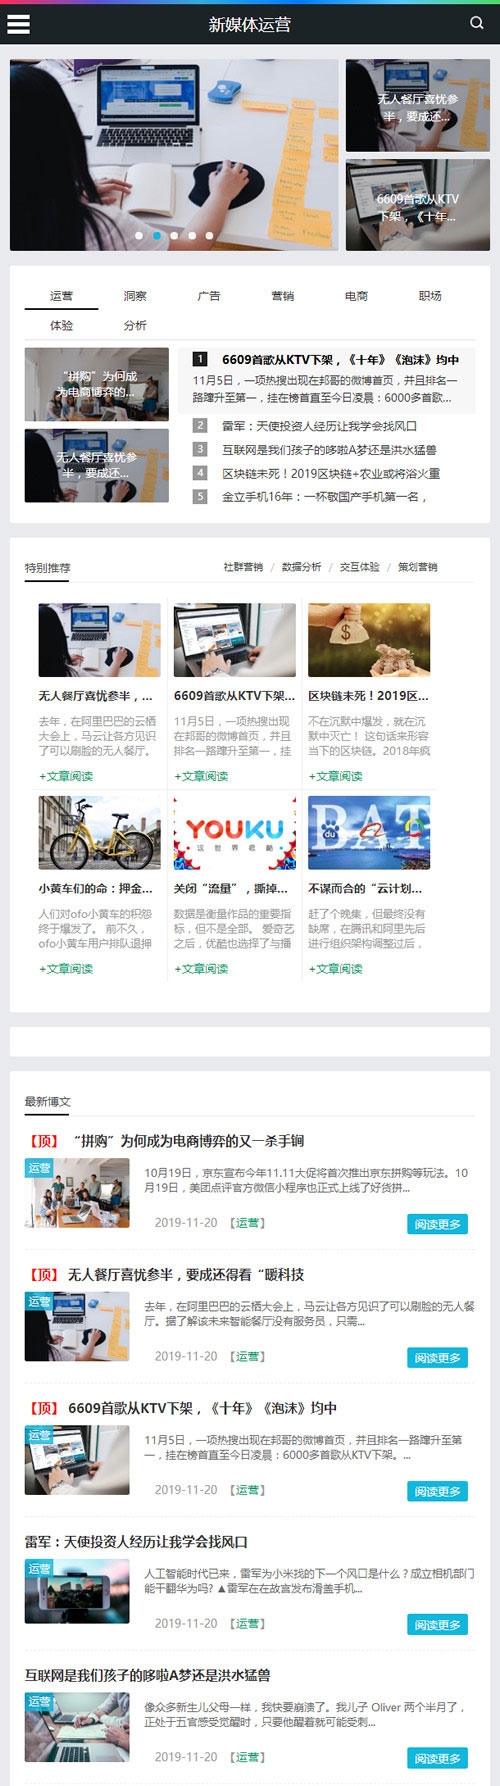 新媒体运营
无人餐厅喜忧参
半，要成还...
6609首歌从KTV
下架，《十年...
运营
洞察
广告
营销
电商
职场
体验
分析
“拼购”为何成
为电商博弈的...
无人餐厅喜忧参
半，要成还...
1 6609首歌从KTV下架，《十年》《泡沫》均中
11月5日，一项热搜出现在邦哥的微博首页，并且排名一
路蹿升至第一，挂在榜首直至今日凌晨：6000多首歌...
2 雷军：天使投资人经历让我学会找风口
3 互联网是我们孩子的哆啦A梦还是洪水猛兽
4 区块链未死！2019区块链+农业或将浴火重
5 金立手机16年：一杯敬国产手机第一名，
特别推荐
社群营销 / 数据分析 / 交互体验 / 策划营销
无人餐厅喜忧参半，...
去年，在阿里巴巴的云栖
大会上，马云让各方见识
了可以刷脸的无人餐厅。
+文章阅读
6609首歌从KTV下架...
11月5日，一项热搜出现
在邦哥的微博首页，并且
排名一路蹿升至第一，挂
+文章阅读
区块链未死！2019区...
不在沉默中爆发，就在沉
默中灭亡！ 这句话来形容
当下的区块链。2018年疯
+文章阅读
小黄车们的命：押金...
人们对ofo小黄车的积怨
终于爆发了。 前不久，
ofo小黄车用户排队退押
+文章阅读
YOUKU
这世界很酷
关闭“流量”，撕掉...
数据是衡量作品的重要指
标，但不是全部。 爱奇艺
之后，优酷也选择了与播
+文章阅读
BAT
du
不谋而合的“云计划...
赶了个晚集，但最终没有
缺席，在腾讯和阿里先后
进行组织架构调整过后，
+文章阅读
最新博文
【顶】 “拼购”为何成为电商博弈的又一杀手锏
运营
10月19日，京东宣布今年11.11大促将首次推出京东拼购等玩法。10
月19日，美团点评官方微信小程序也正式上线了好货拼...
2019-11-20 【运营】
阅读更多
【顶】 无人餐厅喜忧参半，要成还得看“暖科技
运营
去年，在阿里巴巴的云栖大会上，马云让各方见识了可以刷脸的无人餐
厅。据了解该未来智能餐厅没有服务员，只需...
2019-11-20 【运营】
阅读更多
【顶】 6609首歌从KTV下架，《十年》《泡沫》均中
运营
11月5日，一项热搜出现在邦哥的微博首页，并且排名一路蹿升至第
一，挂在榜首直至今日凌晨：6000多首歌从KTV下架。...
2019-11-20 【运营】
阅读更多
雷军：天使投资人经历让我学会找风口
运营
人工智能时代已来，雷军为小米找的下一个风口是什么？成立相机部门
能干翻华为吗? ▲雷军在在故宫发布滑盖手机...
2019-11-20 【运营】
阅读更多
互联网是我们孩子的哆啦A梦还是洪水猛兽
运营
像众多新生儿父母一样，我快要崩溃了。我儿子 Oliver 两个半月了，
正处于五官感受觉醒时，只要他醒着就可能受刺...
2019-11-20 【运营】
阅读更多